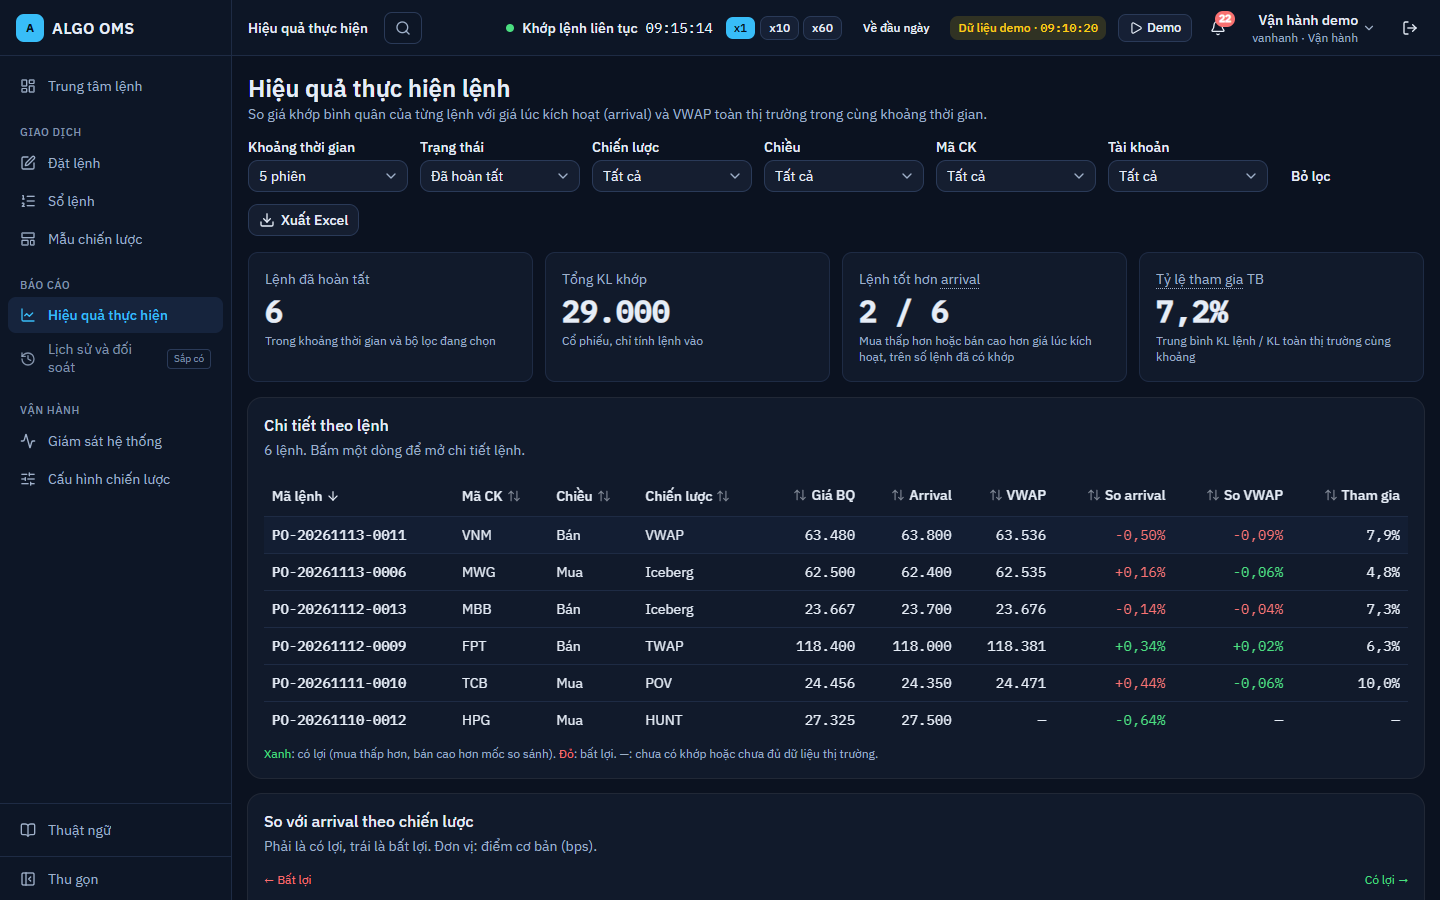 A ALGO OMS
Hiệu quả thực hiện
Khớp lệnh liên tục 09:15:14 x1 x10 x60 Về đầu ngày Dữ liệu demo · 09:10:20 Demo 22
Vận hành demo
vanhanh · Vận hành
Trung tâm lệnh
GIAO DỊCH
Đặt lệnh
Sổ lệnh
Mẫu chiến lược
BÁO CÁO
Hiệu quả thực hiện
Lịch sử và đối soát Sắp có
VẬN HÀNH
Giám sát hệ thống
Cấu hình chiến lược
Thuật ngữ
Thu gọn
Hiệu quả thực hiện lệnh
So giá khớp bình quân của từng lệnh với giá lúc kích hoạt (arrival) và VWAP toàn thị trường trong cùng khoảng thời gian.
Khoảng thời gian Trạng thái Chiến lược Chiều Mã CK Tài khoản
5 phiên Đã hoàn tất Tất cả Tất cả Tất cả Tất cả Bỏ lọc
Xuất Excel
Lệnh đã hoàn tất
6
Trong khoảng thời gian và bộ lọc đang chọn
Tổng KL khớp
29.000
Cổ phiếu, chỉ tính lệnh vào
Lệnh tốt hơn arrival
2 / 6
Mua thấp hơn hoặc bán cao hơn giá lúc kích
hoạt, trên số lệnh đã có khớp
Tỷ lệ tham gia TB
7,2%
Trung bình KL lệnh / KL toàn thị trường cùng
khoảng
Chi tiết theo lệnh
6 lệnh. Bấm một dòng để mở chi tiết lệnh.
Mã lệnh ↓ Mã CK ↑↓ Chiều ↑↓ Chiến lược ↑↓ ↑↓ Giá BQ ↑↓ Arrival ↑↓ VWAP ↑↓ So arrival ↑↓ So VWAP ↑↓ Tham gia
PO-20261113-0011 VNM Bán VWAP 63.480 63.800 63.536 -0,50% -0,09% 7,9%
PO-20261113-0006 MWG Mua Iceberg 62.500 62.400 62.535 +0,16% -0,06% 4,8%
PO-20261112-0013 MBB Bán Iceberg 23.667 23.700 23.676 -0,14% -0,04% 7,3%
PO-20261112-0009 FPT Bán TWAP 118.400 118.000 118.381 +0,34% +0,02% 6,3%
PO-20261111-0010 TCB Mua POV 24.456 24.350 24.471 +0,44% -0,06% 10,0%
PO-20261110-0012 HPG Mua HUNT 27.325 27.500 — -0,64% — —
Xanh: có lợi (mua thấp hơn, bán cao hơn mốc so sánh). Đỏ: bất lợi. —: chưa có khớp hoặc chưa đủ dữ liệu thị trường.
So với arrival theo chiến lược
Phải là có lợi, trái là bất lợi. Đơn vị: điểm cơ bản (bps).
← Bất lợi Có lợi →